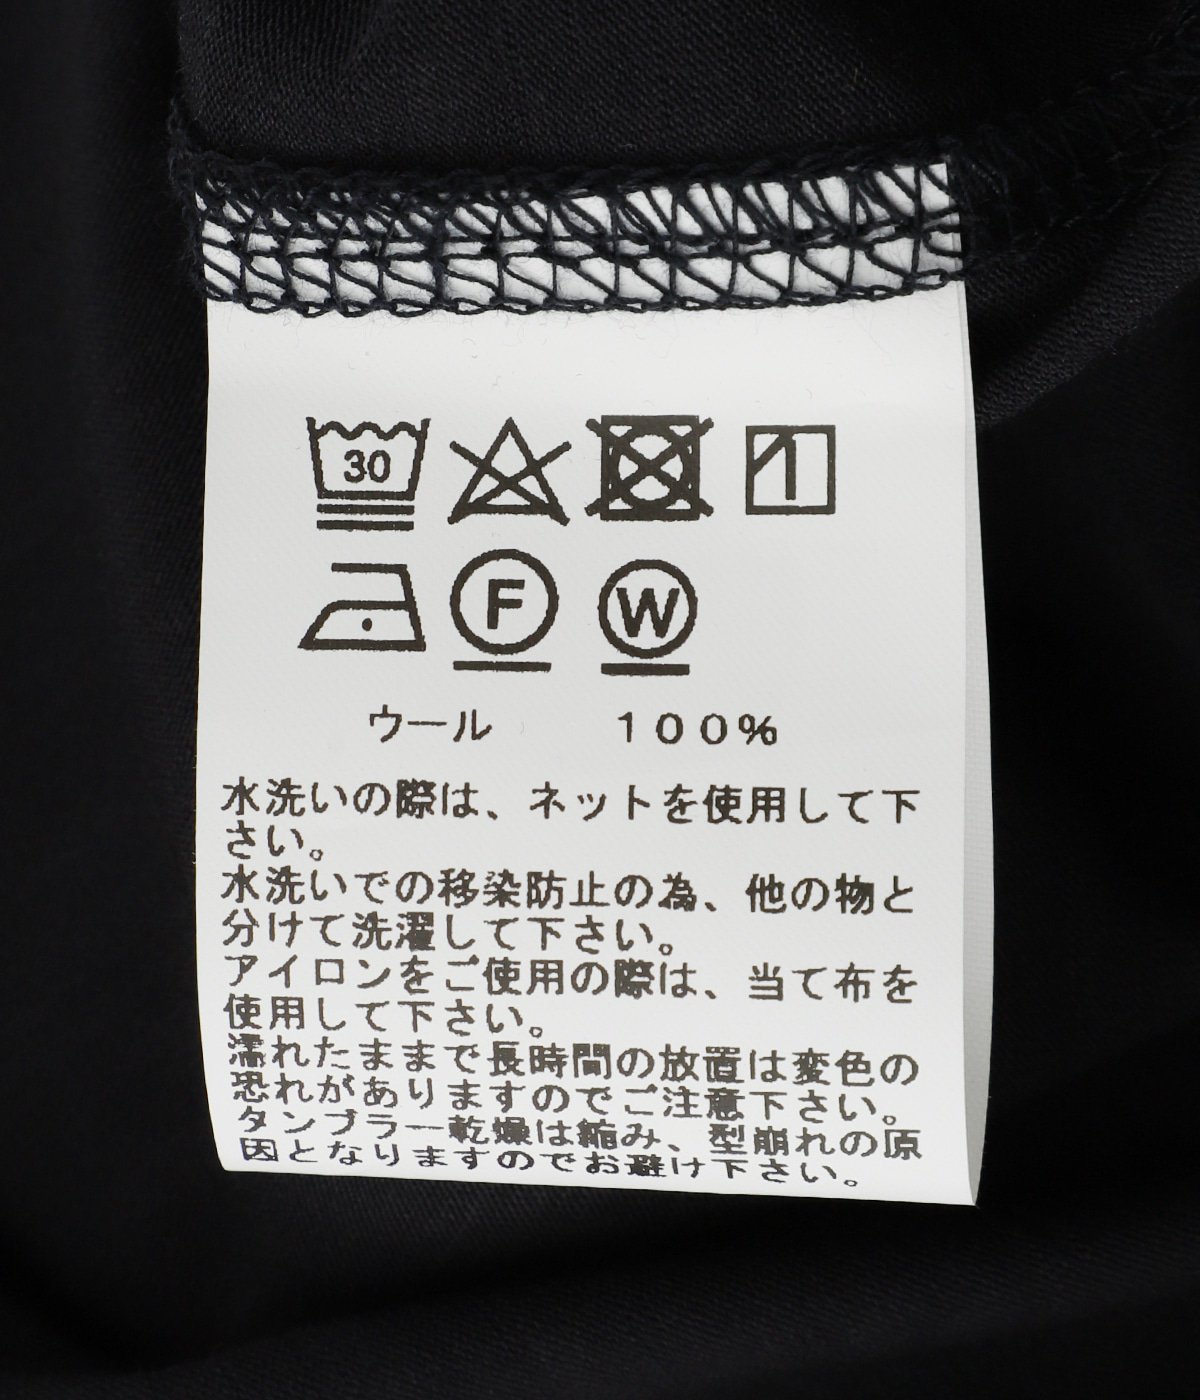 30
F W
ウール 100%
水洗いの際は、ネットを使用して下
さい。
水洗いでの移染防止の為、他の物と
分けて洗濯して下さい。
アイロンをご使用の際は、当て布を
使用して下さい。
濡れたままで長時間の放置は変色の
恐れがありますのでご注意下さい。
タンブラー乾燥は縮み、型崩れの原
因となりますのでお避け下さい。